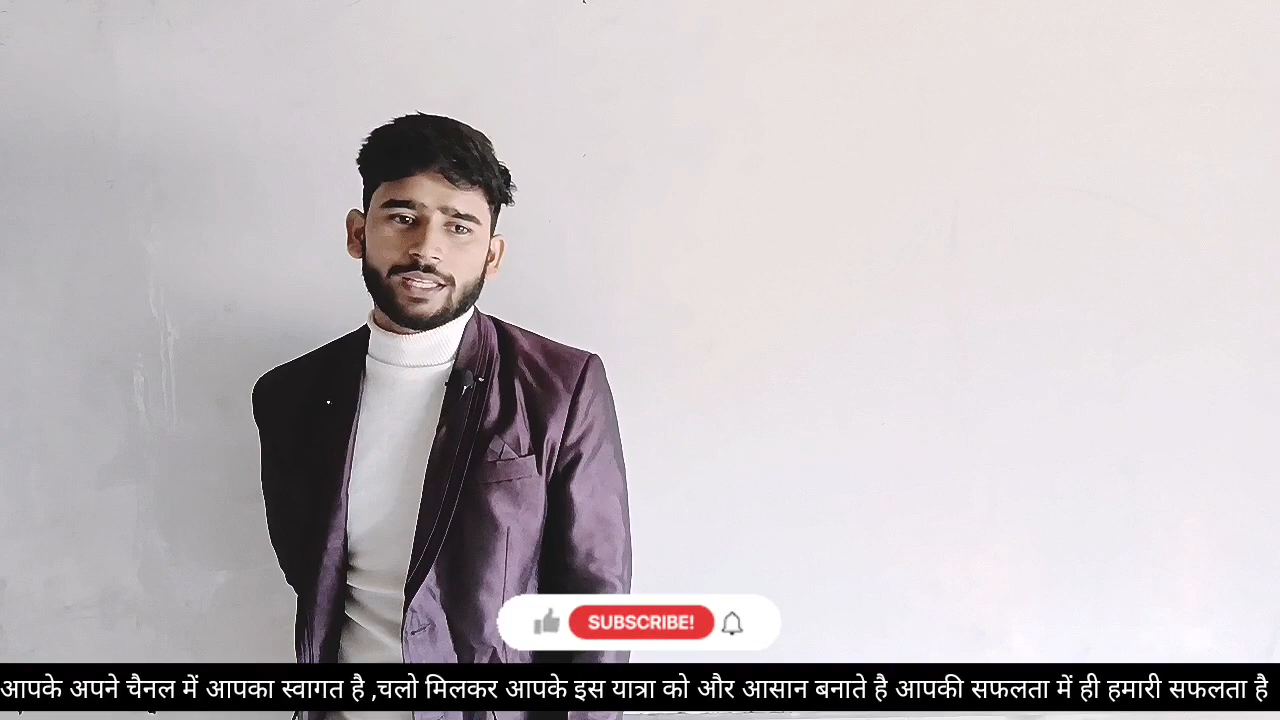 SUBSCRIBE!
आपके अपने चैनल में आपका स्वागत है ,चलो मिलकर आपके इस यात्रा को और आसान बनाते है आपकी सफलता में ही हमारी सफलता है